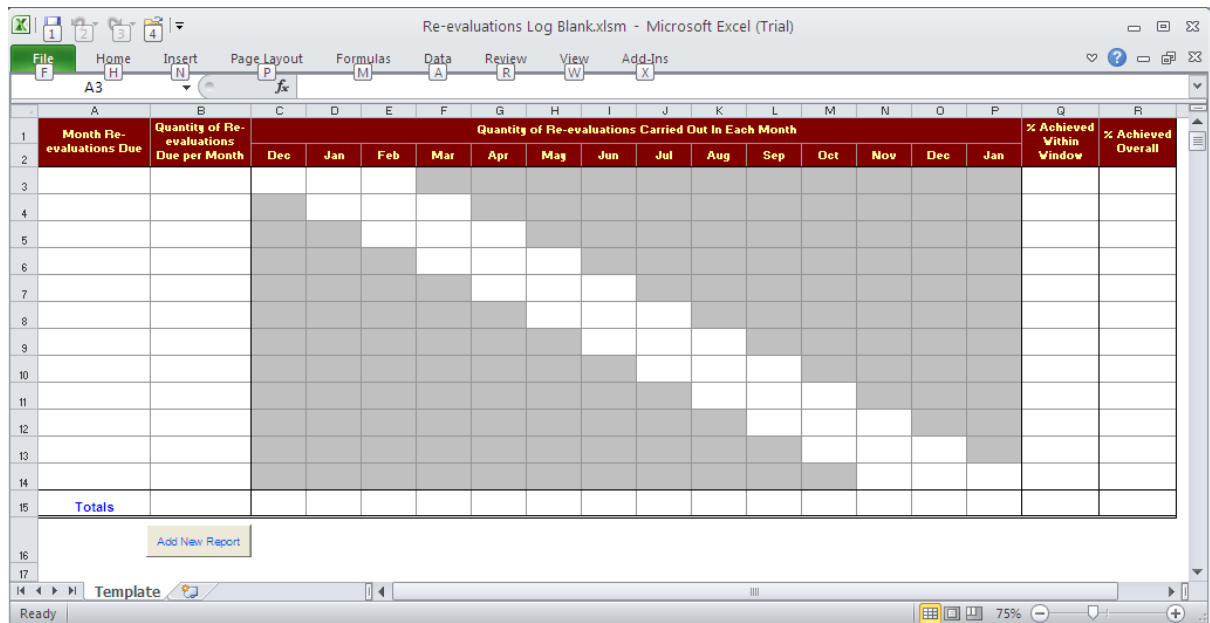 Re-evaluations Log Blank.xlsm - Microsoft Excel (Trial)
1 2 3 4
File Home Insert Page Layout Formulas Data Review View Add-Ins
F H N P M A R W X
A3 fx
A B C D E F G H I J K L M N O P Q R
1 Month Re-evaluations Due Quantity of Re-evaluations Due per Month Quantity of Re-evaluations Carried Out In Each Month % Achieved Within Window % Achieved Overall
2 Dec Jan Feb Mar Apr May Jun Jul Aug Sep Oct Nov Dec Jan
3
4
5
6
7
8
9
10
11
12
13
14
15 Totals
16 Add New Report
17
Template
Ready 75%